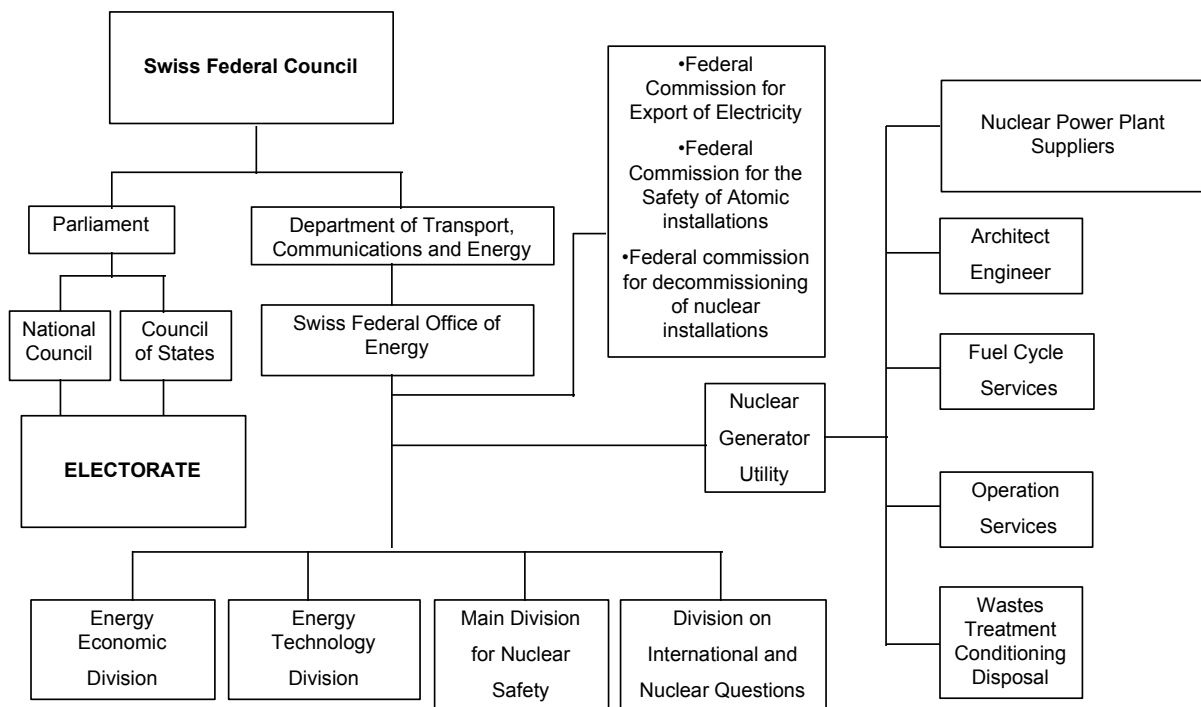 Swiss Federal Council
•Federal
Commission for
Export of Electricity
•Federal
Commission for the
Safety of Atomic
installations
•Federal commission
for decommissioning
of nuclear
installations
Nuclear Power Plant
Suppliers
Parliament
Department of Transport,
Communications and Energy
Architect
Engineer
National
Council
Council
of States
Swiss Federal Office of
Energy
Fuel Cycle
Services
ELECTORATE
Nuclear
Generator
Utility
Operation
Services
Energy
Economic
Division
Energy
Technology
Division
Main Division
for Nuclear
Safety
Division on
International and
Nuclear Questions
Wastes
Treatment
Conditioning
Disposal